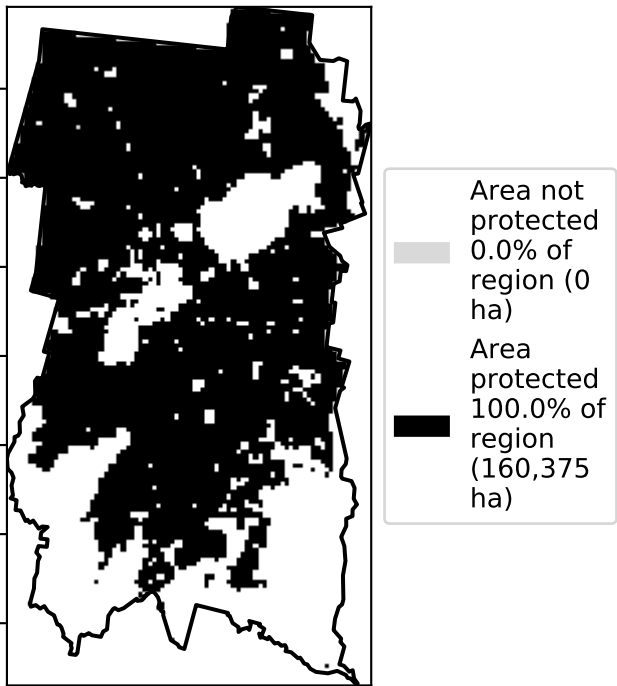 Area not
protected
0.0% of
region (0
ha)
Area
protected
100.0% of
region
(160,375
ha)